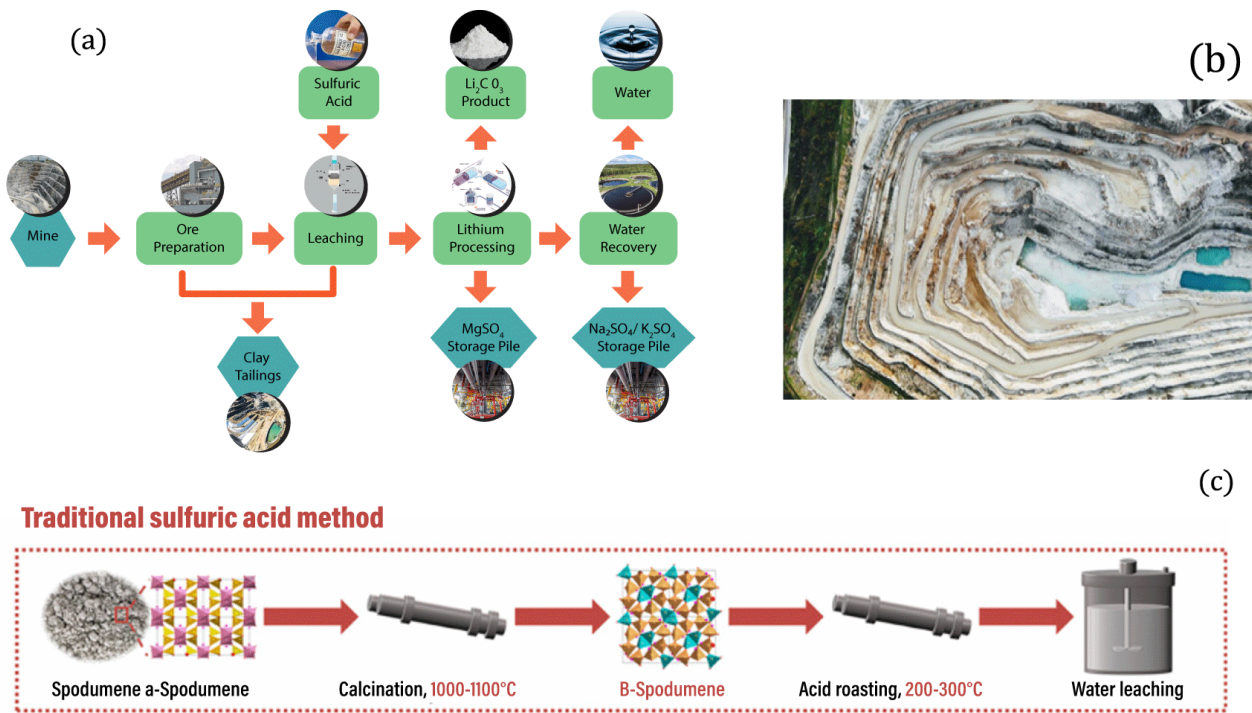 (a)
(b)
Sulfuric
Acid
Li₂C 0₃
Product
Water
Mine
Ore
Preparation
Leaching
Lithium
Processing
Water
Recovery
Clay
Tailings
MgSO₄
Storage Pile
Na₂SO₄/ K₂SO₄
Storage Pile
(c)
Traditional sulfuric acid method
Spodumene a-Spodumene
Calcination, 1000-1100°C
B-Spodumene
Acid roasting, 200-300°C
Water leaching